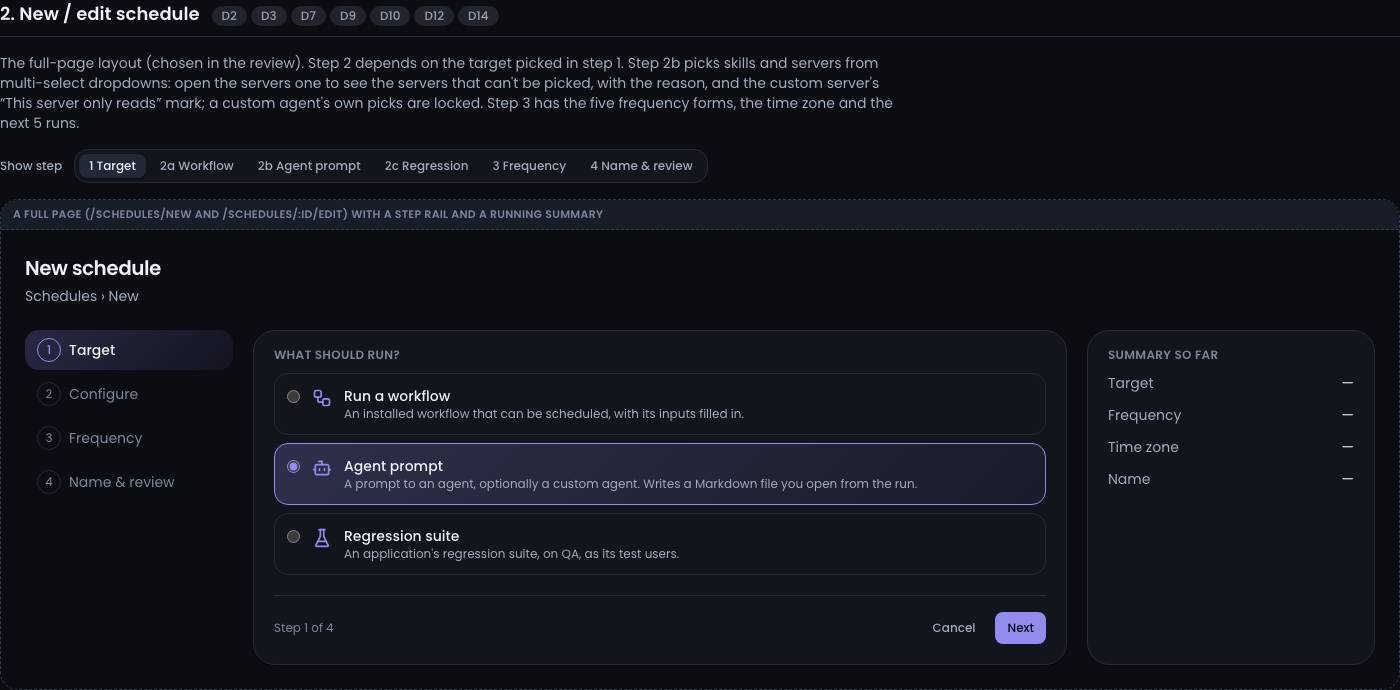 2. New / edit schedule D2 D3 D7 D9 D10 D12 D14
The full-page layout (chosen in the review). Step 2 depends on the target picked in step 1. Step 2b picks skills and servers from
multi-select dropdowns: open the servers one to see the servers that can't be picked, with the reason, and the custom server's
“This server only reads” mark; a custom agent's own picks are locked. Step 3 has the five frequency forms, the time zone and the
next 5 runs.
Show step 1 Target 2a Workflow 2b Agent prompt 2c Regression 3 Frequency 4 Name & review
A FULL PAGE (/SCHEDULES/NEW AND /SCHEDULES/:ID/EDIT) WITH A STEP RAIL AND A RUNNING SUMMARY
New schedule
Schedules › New
1 Target
2 Configure
3 Frequency
4 Name & review
WHAT SHOULD RUN?
Run a workflow
An installed workflow that can be scheduled, with its inputs filled in.
Agent prompt
A prompt to an agent, optionally a custom agent. Writes a Markdown file you open from the run.
Regression suite
An application's regression suite, on QA, as its test users.
Step 1 of 4 Cancel Next
SUMMARY SO FAR
Target —
Frequency —
Time zone —
Name —